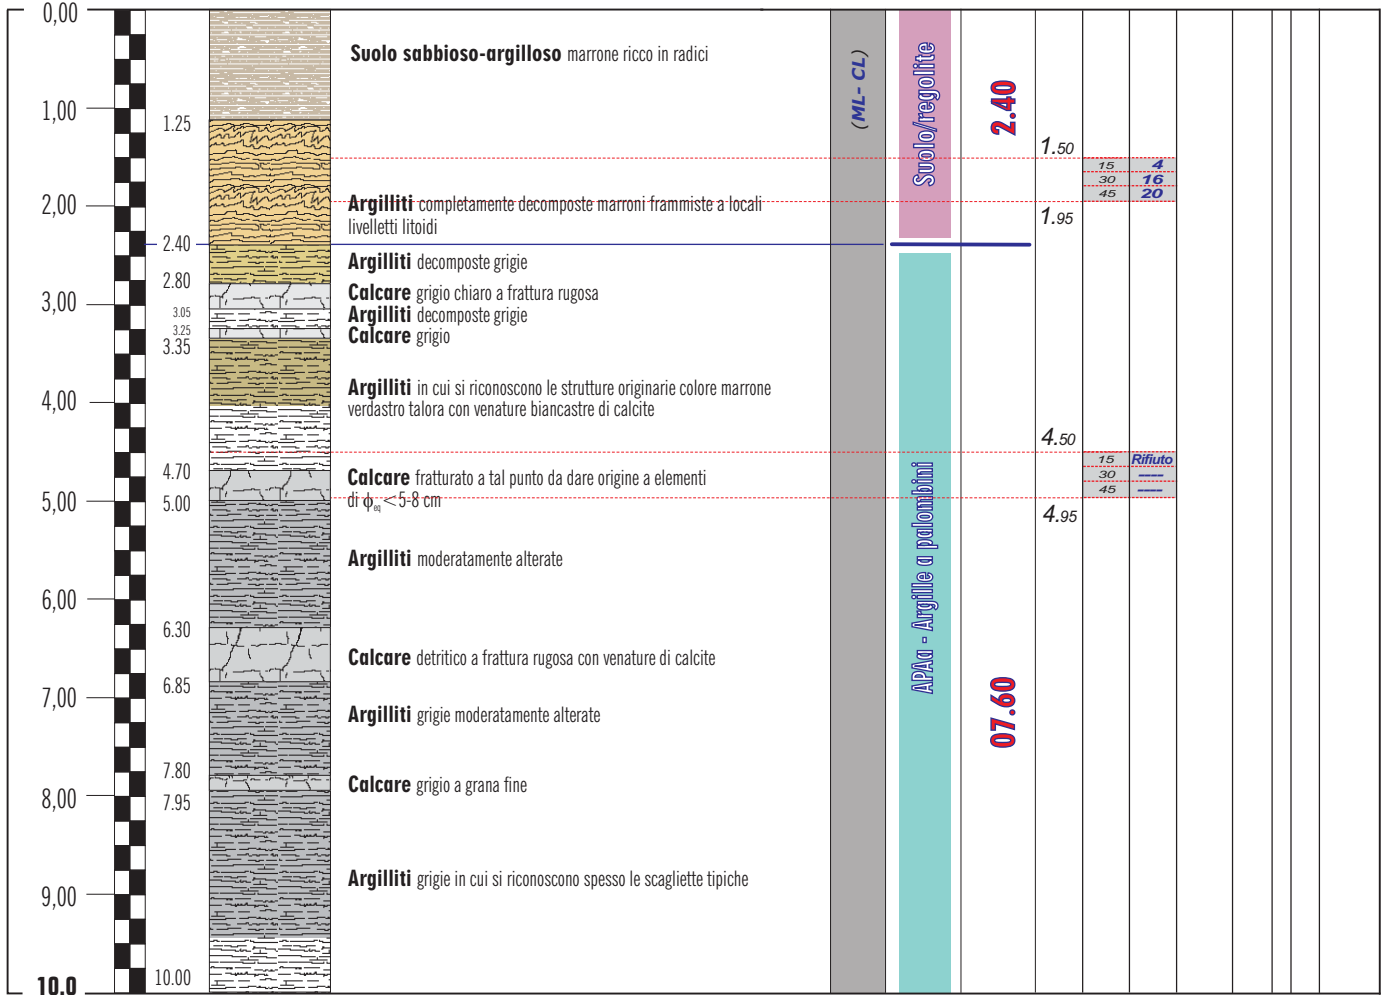 0,00
1,00
2,00
3,00
4,00
5,00
6,00
7,00
8,00
9,00
10.0
1.25
2.40
2.80
3.05
3.25
3.35
4.70
5.00
6.30
6.85
7.80
7.95
10.00
Suolo sabbioso-argilloso marrone ricco in radici
Argilliti completamente decomposte marroni frammiste a locali
livelletti litoidi
Argilliti decomposte grigie
Calcare grigio chiaro a frattura rugosa
Argilliti decomposte grigie
Calcare grigio
Argilliti in cui si riconoscono le strutture originarie colore marrone
verdastro talora con venature biancastre di calcite
Calcare fratturato a tal punto da dare origine a elementi
di ϕeq <5-8 cm
Argilliti moderatamente alterate
Calcare detritico a frattura rugosa con venature di calcite
Argilliti grigie moderatamente alterate
Calcare grigio a grana fine
Argilliti grigie in cui si riconoscono spesso le scagliette tipiche
(ML- CL)
Suolo/regolite
APAa - Argille a palombini
2.40
07.60
1.50
1.95
4.50
4.95
15 4
30 16
45 20
15 Rifiuto
30 ----
45 ----